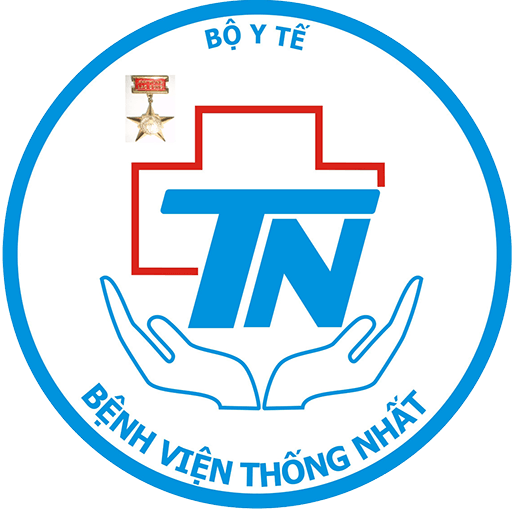 BỘ Y TẾ
TN
BỆNH VIỆN THỐNG NHẤT